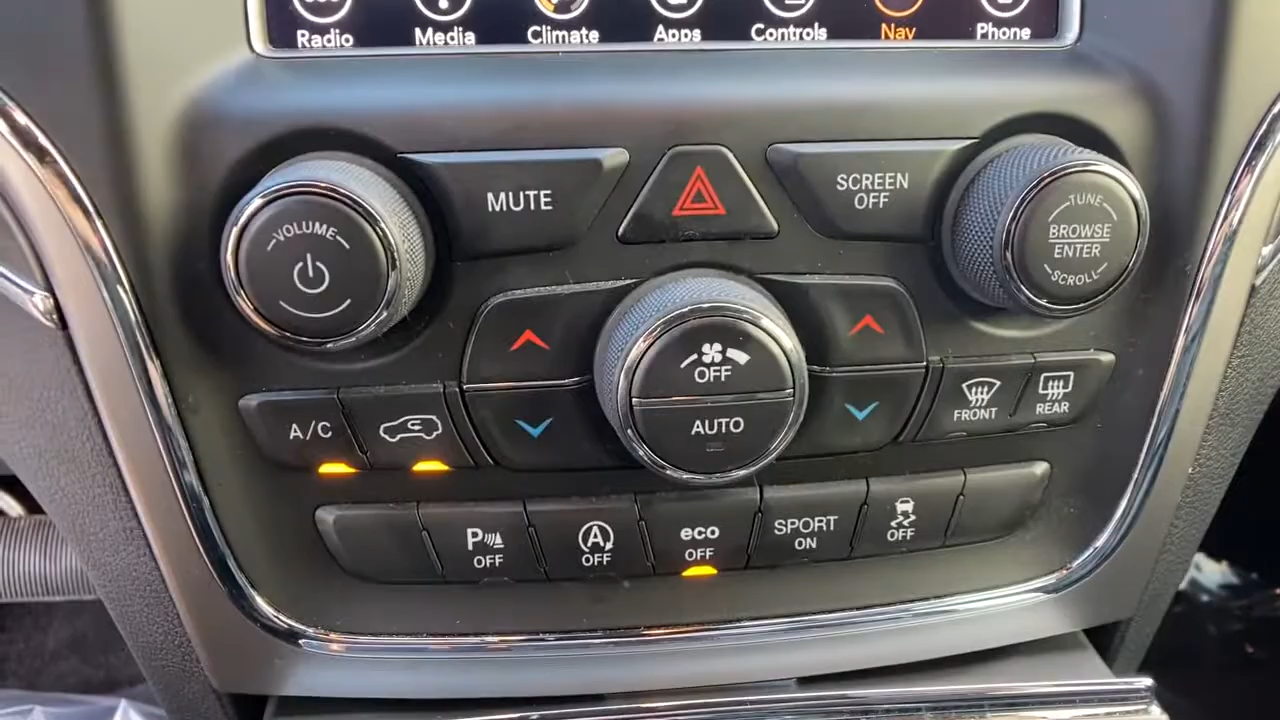 Radio
Media
Climate
Apps
Controls
Nav
Phone
VOLUME
MUTE
SCREEN
OFF
TUNE
BROWSE
ENTER
SCROLL
OFF
AUTO
A/C
FRONT
REAR
P
OFF
A
OFF
eco
OFF
SPORT
ON
OFF